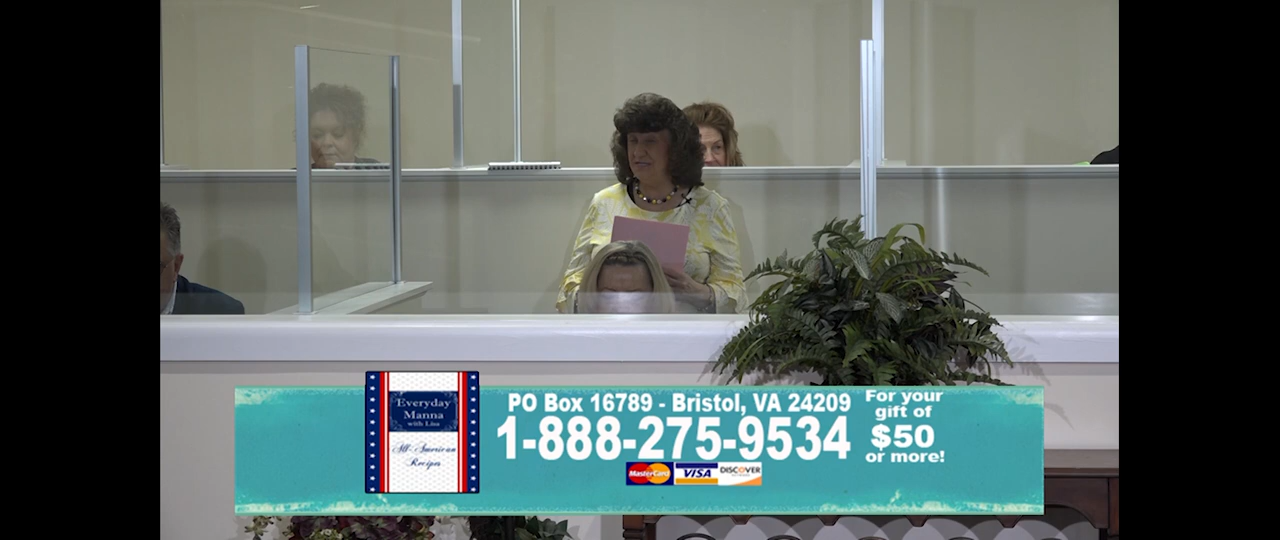 Everyday
Manna
with Lisa
All-American
Recipes
PO Box 16789 - Bristol, VA 24209
1-888-275-9534
MasterCard
VISA
DISCOVER
For your
gift of
$50
or more!